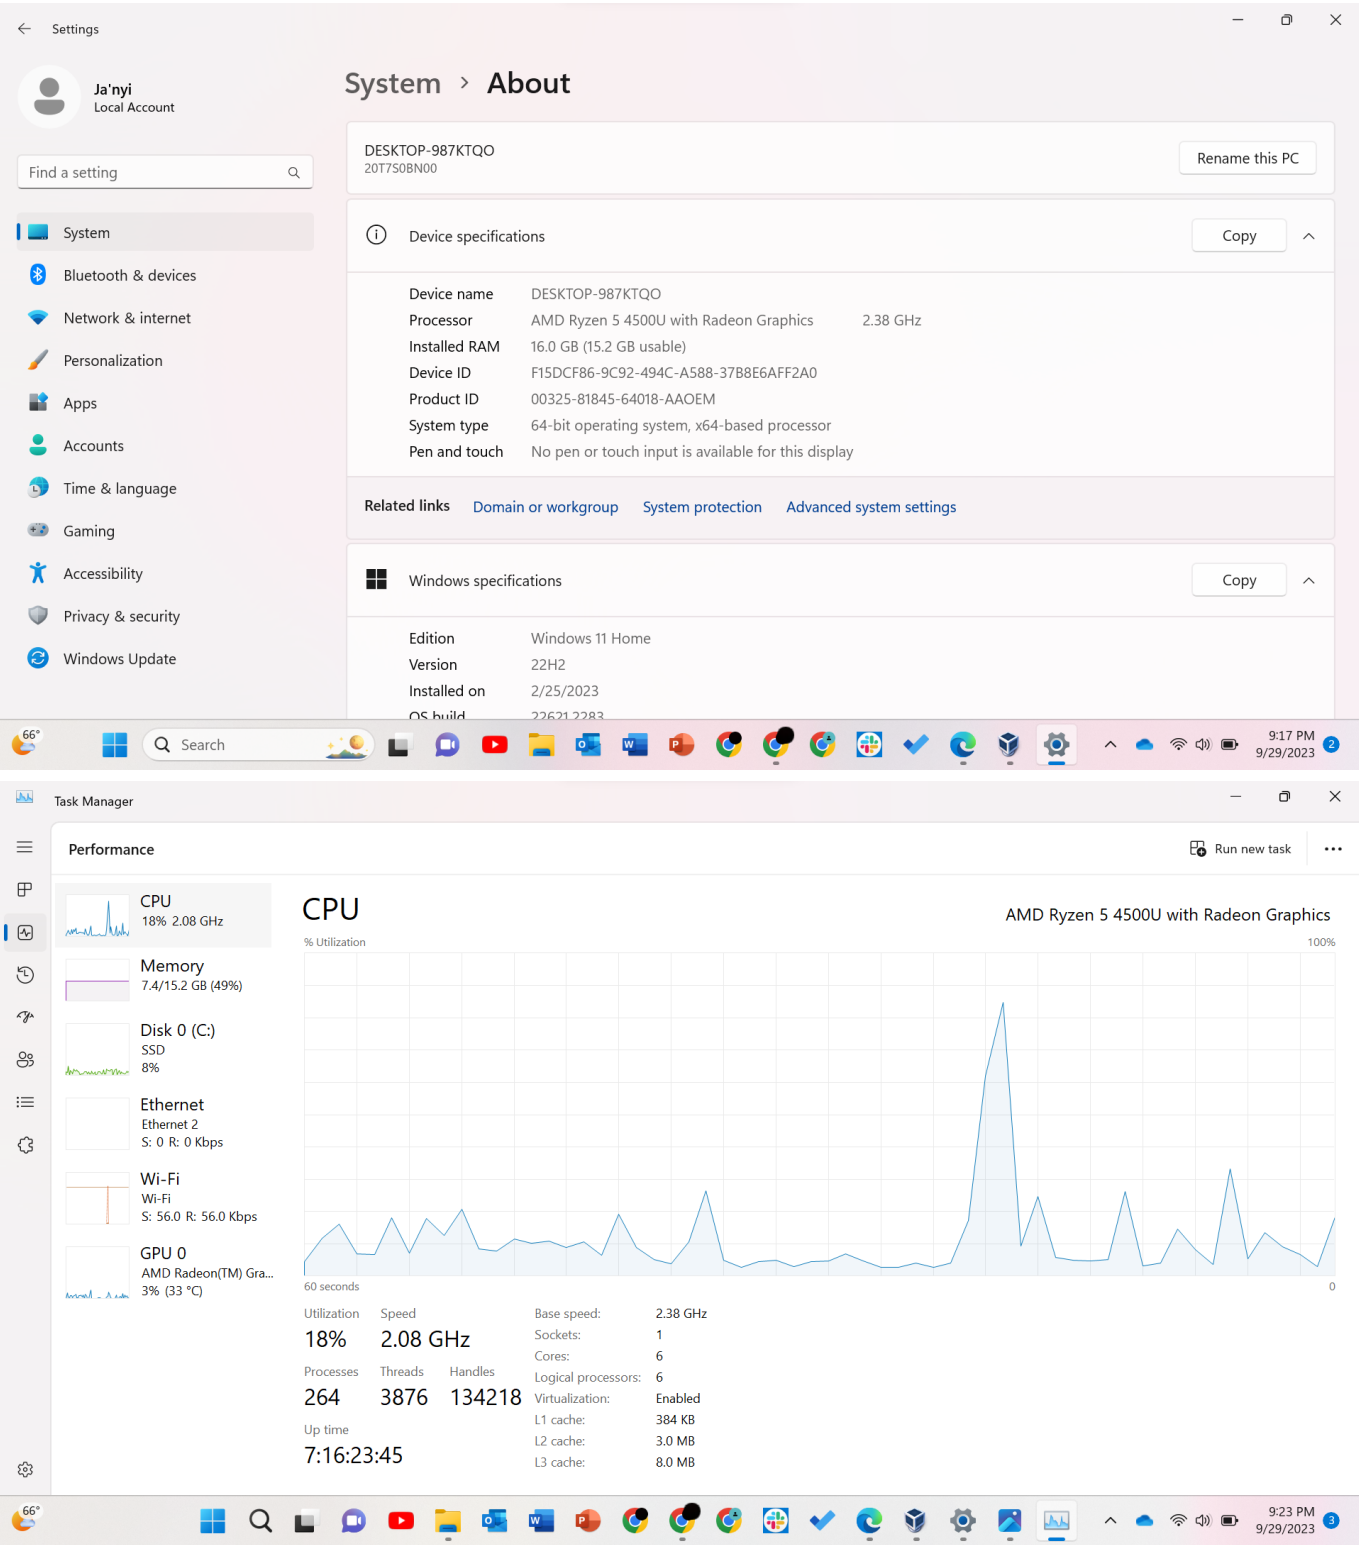 Settings
Ja'nyi
Local Account
Find a setting
System
Bluetooth & devices
Network & internet
Personalization
Apps
Accounts
Time & language
Gaming
Accessibility
Privacy & security
Windows Update
System > About
DESKTOP-987KTQO
20T7S0BN00
Rename this PC
Device specifications
Copy
Device name DESKTOP-987KTQO
Processor AMD Ryzen 5 4500U with Radeon Graphics 2.38 GHz
Installed RAM 16.0 GB (15.2 GB usable)
Device ID F15DCF86-9C92-494C-A588-37B8E6AFF2A0
Product ID 00325-81845-64018-AAOEM
System type 64-bit operating system, x64-based processor
Pen and touch No pen or touch input is available for this display
Related links Domain or workgroup System protection Advanced system settings
Windows specifications
Copy
Edition Windows 11 Home
Version 22H2
Installed on 2/25/2023
OS build 22621.2283
66°
Search
9:17 PM
9/29/2023
2
Task Manager
Performance
Run new task
CPU
18% 2.08 GHz
Memory
7.4/15.2 GB (49%)
Disk 0 (C:)
SSD
8%
Ethernet
Ethernet 2
S: 0 R: 0 Kbps
Wi-Fi
Wi-Fi
S: 56.0 R: 56.0 Kbps
GPU 0
AMD Radeon(TM) Gra...
3% (33 °C)
CPU
AMD Ryzen 5 4500U with Radeon Graphics
% Utilization 100%
60 seconds 0
Utilization Speed
18% 2.08 GHz
Processes Threads Handles
264 3876 134218
Up time
7:16:23:45
Base speed: 2.38 GHz
Sockets: 1
Cores: 6
Logical processors: 6
Virtualization: Enabled
L1 cache: 384 KB
L2 cache: 3.0 MB
L3 cache: 8.0 MB
66°
9:23 PM
9/29/2023
3